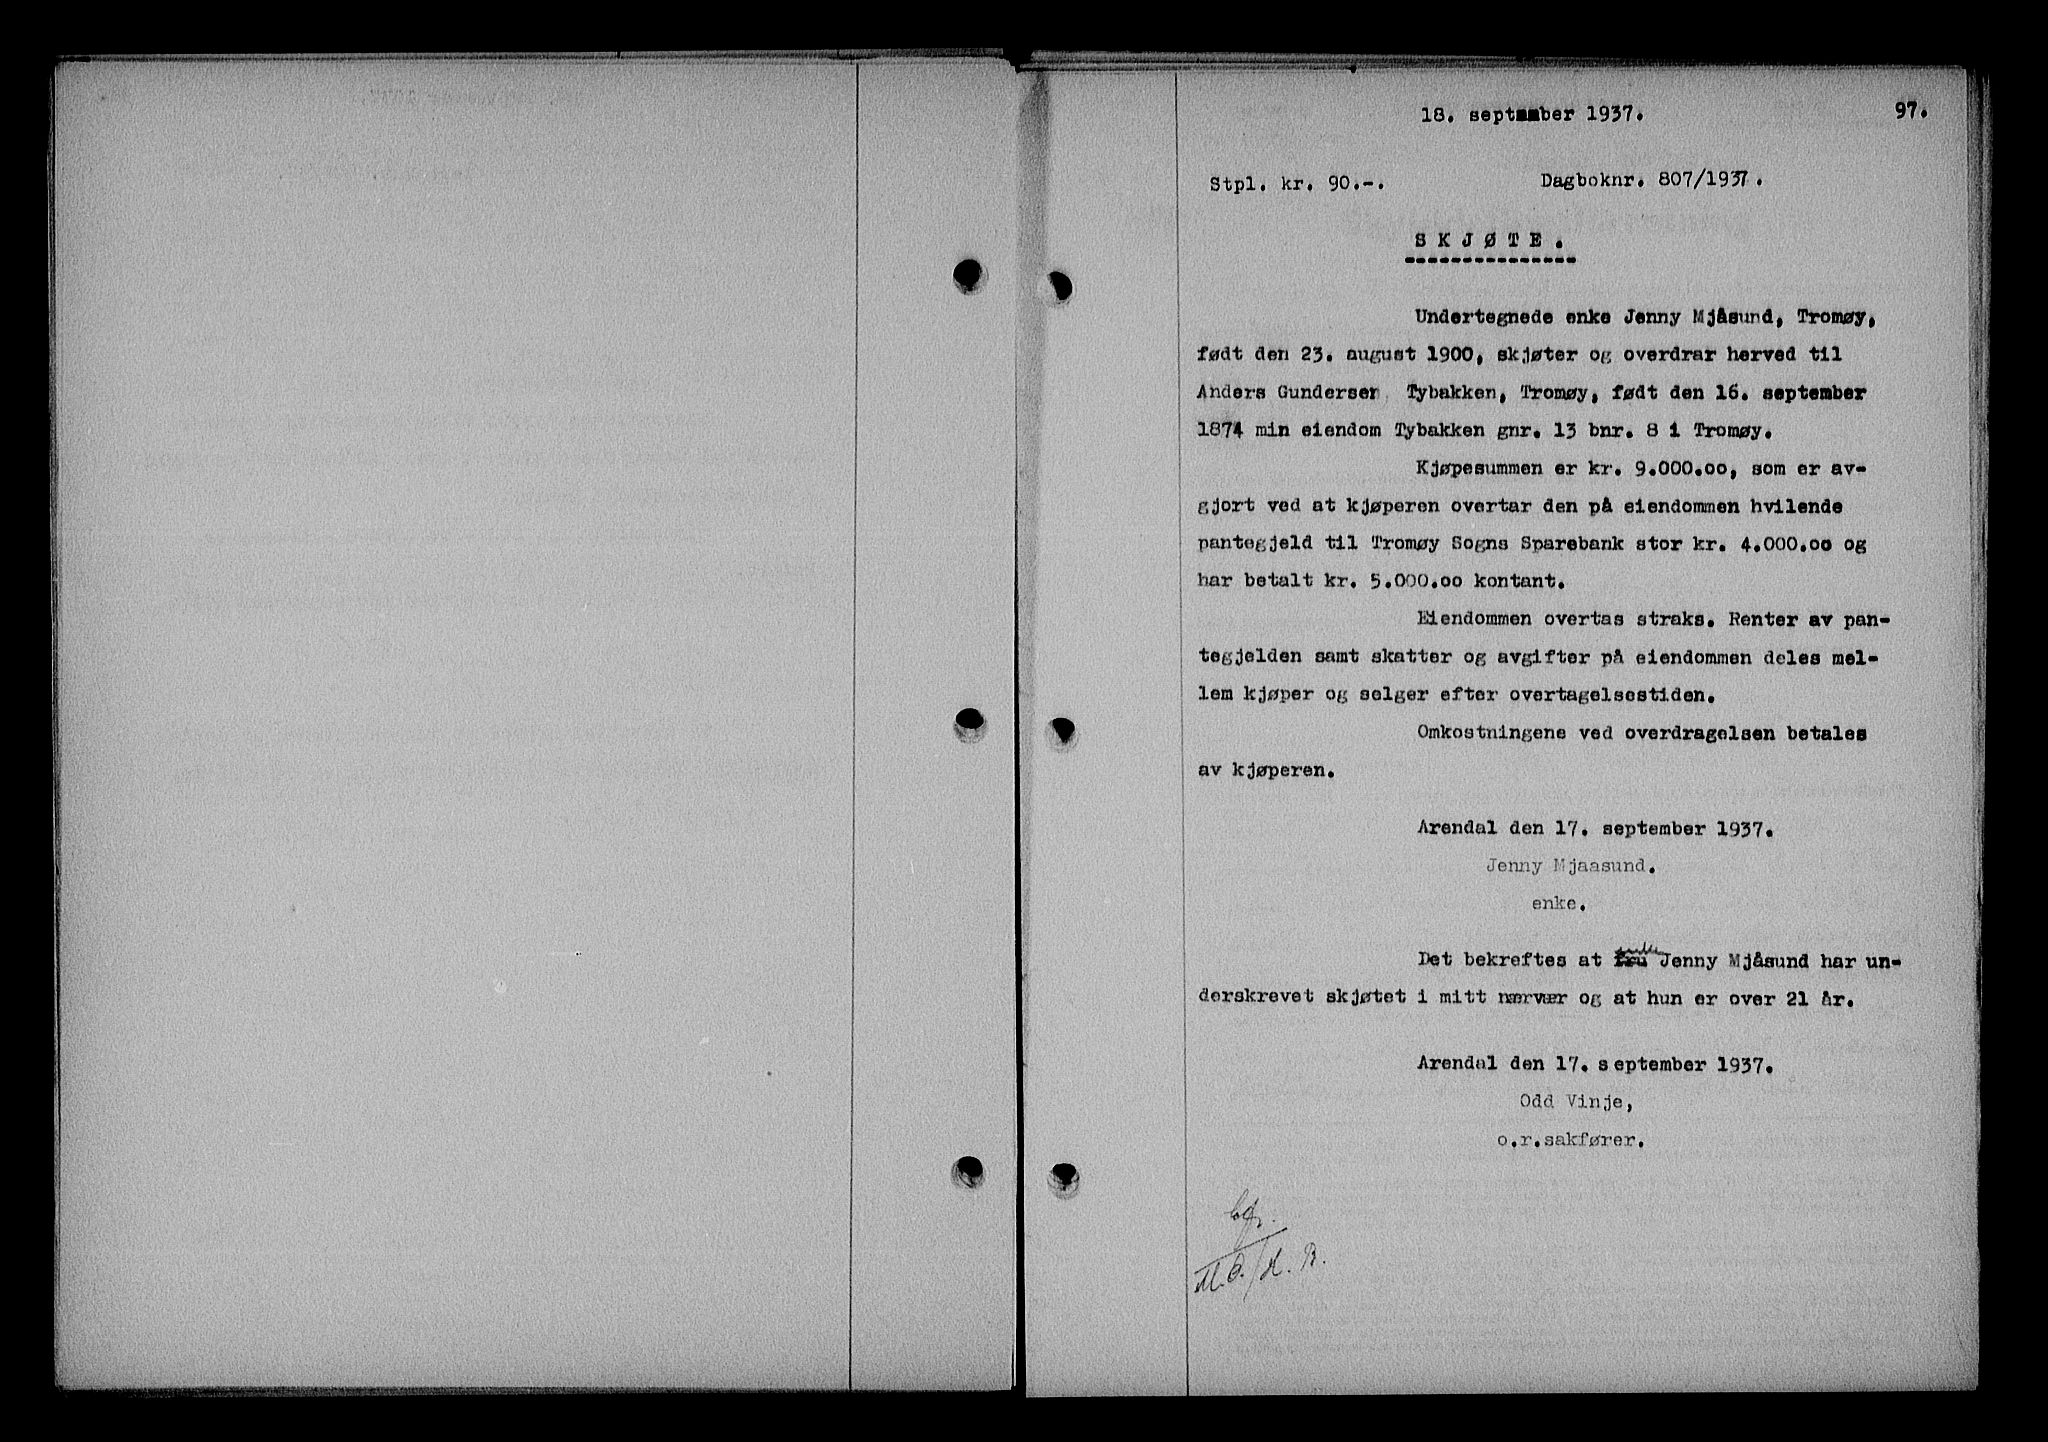 18. september 1937.
97.
Stpl. kr. 90.-.
Dagboknr. 807/1937.
SKJØTE.
Undertegnede enke Jenny Mjåsund, Tromøy,
født den 23. august 1900, skjøter og overdrar herved til
Anders Gundersen Tybakken, Tromøy, født den 16. september
1874 min eiendom Tybakken gnr. 13 bnr. 8 i Tromøy.
Kjøpesummen er kr. 9.000.oo, som er av-
gjort ved at kjøperen overtar den på eiendommen hvilende
pantegjeld til Tromøy Sogns Sparebank stor kr. 4.000.oo og
har betalt kr. 5.000.oo kontant.
Eiendommen overtas straks. Renter av pan-
tegjelden samt skatter og avgifter på eiendommen deles mel-
lem kjøper og selger efter overtagelsestiden.
Omkostningene ved overdragelsen betales
av kjøperen.
Arendal den 17. september 1937.
Jenny Mjaasund.
enke.
Det bekreftes at fru enke Jenny Mjåsund har un-
derskrevet skjøtet i mitt nærvær og at hun er over 21 år.
Arendal den 17. september 1937.
Odd Vinje,
o.r.sakfører.
M.O./H.B.